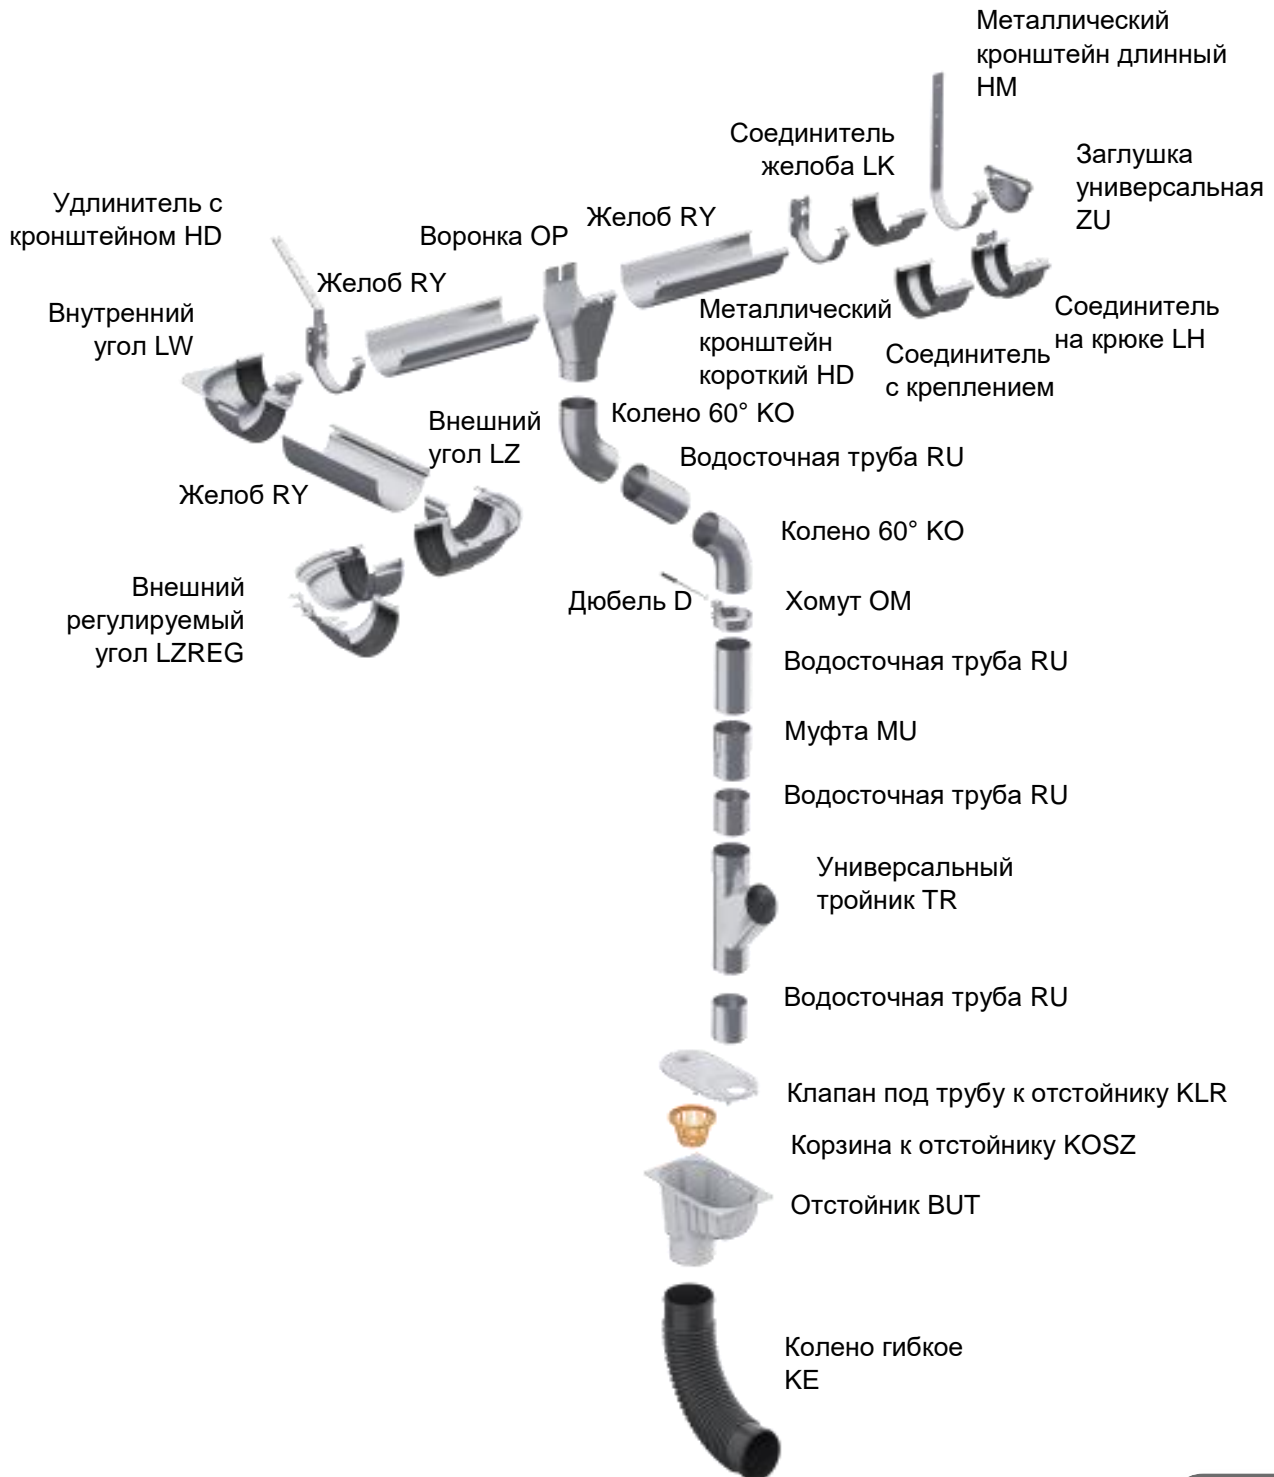 Металлический
кронштейн длинный
HM
Соединитель
желоба LK
Заглушка
универсальная
ZU
Удлинитель с
кронштейном HD
Воронка OP
Желоб RY
Желоб RY
Внутренний
угол LW
Металлический
кронштейн
короткий HD
Соединитель
на крюке LH
Соединитель
с креплением
Колено 60° KO
Внешний
угол LZ
Водосточная труба RU
Желоб RY
Колено 60° KO
Внешний
регулируемый
угол LZREG
Дюбель D
Хомут OM
Водосточная труба RU
Муфта MU
Водосточная труба RU
Универсальный
тройник TR
Водосточная труба RU
Клапан под трубу к отстойнику KLR
Корзина к отстойнику KOSZ
Отстойник BUT
Колено гибкое
KE